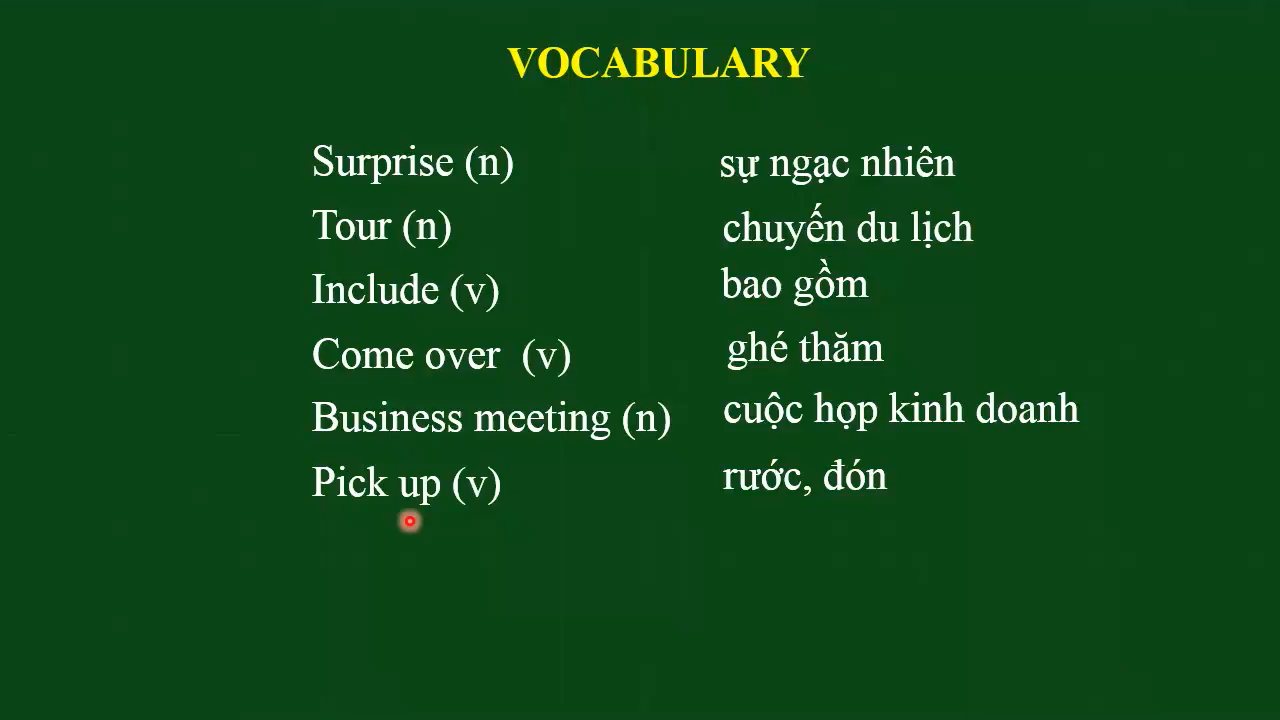 VOCABULARY
Surprise (n) sự ngạc nhiên
Tour (n) chuyến du lịch
Include (v) bao gồm
Come over (v) ghé thăm
Business meeting (n) cuộc họp kinh doanh
Pick up (v) rước, đón